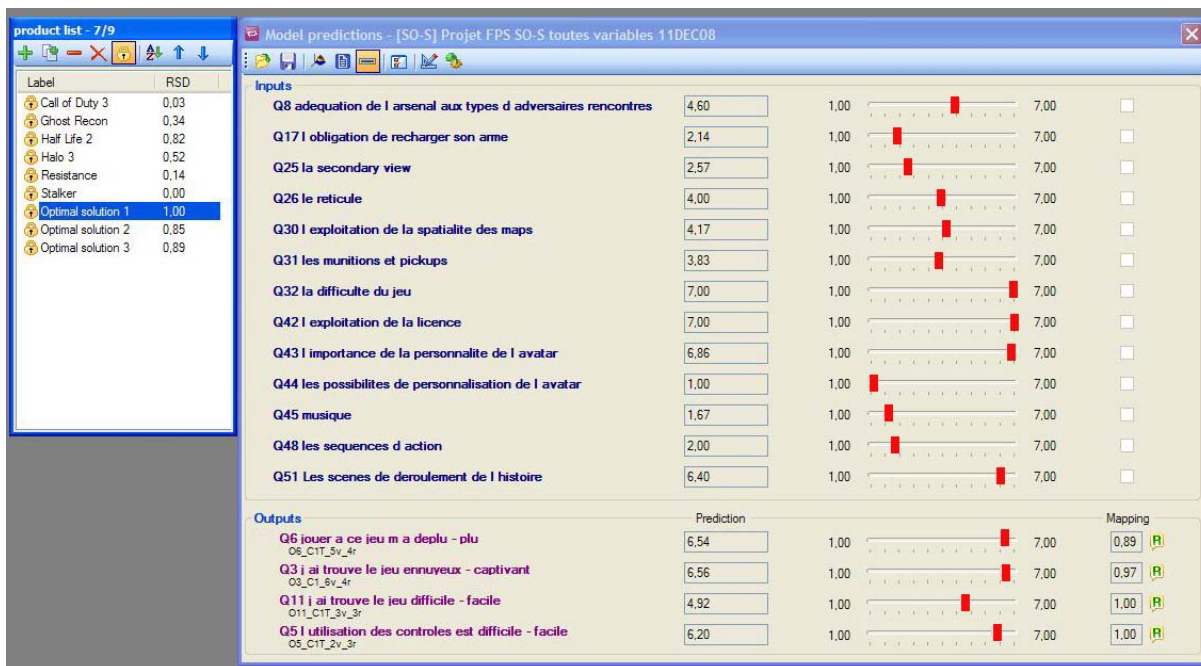 product list - 7/9
Label RSD
Call of Duty 3 0,03
Ghost Recon 0,34
Half Life 2 0,82
Halo 3 0,52
Resistance 0,14
Stalker 0,00
Optimal solution 1 1,00
Optimal solution 2 0,85
Optimal solution 3 0,89
Model predictions - [SO-S] Projet FPS SO-S toutes variables 11DEC08
Inputs
Q8 adequation de l arsenal aux types d adversaires rencontres 4,60 1,00 7,00
Q17 l obligation de recharger son arme 2,14 1,00 7,00
Q25 la secondary view 2,57 1,00 7,00
Q26 le reticule 4,00 1,00 7,00
Q30 l exploitation de la spatialite des maps 4,17 1,00 7,00
Q31 les munitions et pickups 3,83 1,00 7,00
Q32 la difficulte du jeu 7,00 1,00 7,00
Q42 l exploitation de la licence 7,00 1,00 7,00
Q43 l importance de la personnalite de l avatar 6,86 1,00 7,00
Q44 les possibilites de personnalisation de l avatar 1,00 1,00 7,00
Q45 musique 1,67 1,00 7,00
Q48 les sequences d action 2,00 1,00 7,00
Q51 Les scenes de deroulement de l histoire 6,40 1,00 7,00
Outputs Prediction Mapping
Q6 jouer a ce jeu m a deplu - plu 6,54 1,00 7,00 0,89 R
O6_C1T_5v_4r
Q3 j ai trouve le jeu ennuyeux - captivant 6,56 1,00 7,00 0,97 R
O3_C1_6v_4r
Q11 j ai trouve le jeu difficile - facile 4,92 1,00 7,00 1,00 R
O11_C1T_3v_3r
Q5 l utilisation des controles est difficile - facile 6,20 1,00 7,00 1,00 R
O5_C1T_2v_3r